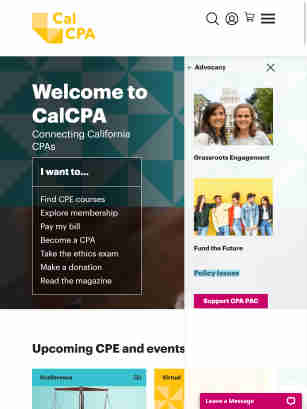 Cal
CPA
← Advocacy
Welcome to
CalCPA
Connecting California
CPAs
I want to...
Find CPE courses
Explore membership
Pay my bill
Become a CPA
Take the ethics exam
Make a donation
Read the magazine
Grassroots Engagement
Fund the Future
Policy Issues
Support CPA PAC
Upcoming CPE and events
Conference
Virtual
Leave a Message